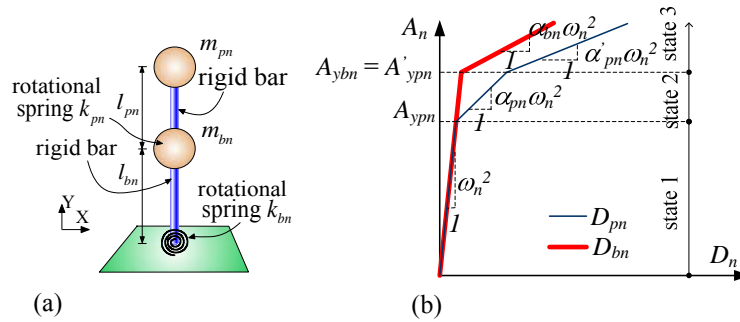 m_pn
rigid bar
rotational
spring k_pn
l_pn
m_bn
rigid bar
l_bn
rotational
spring k_bn
Y
X
(a)
A_n
A_ybn = A'_ypn
A_ypn
α_bn ω_n^2
1
α'_pn ω_n^2
1
α_pn ω_n^2
1
ω_n^2
1
state 3
state 2
state 1
D_pn
D_bn
D_n
(b)